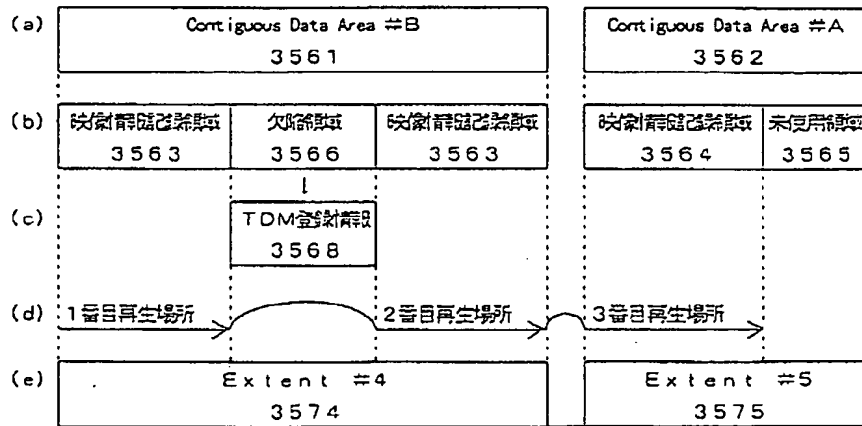 (a) Contiguous Data Area #B Contiguous Data Area #A
3561 3562
(b) 映像情報記録領域 欠陥領域 映像情報記録領域 映像情報記録領域 未使用領域
3563 3566 3563 3564 3565
(c) TDM登録情報
3568
(d) 1番目再生場所 2番目再生場所 3番目再生場所
(e) Extent #4 Extent #5
3574 3575